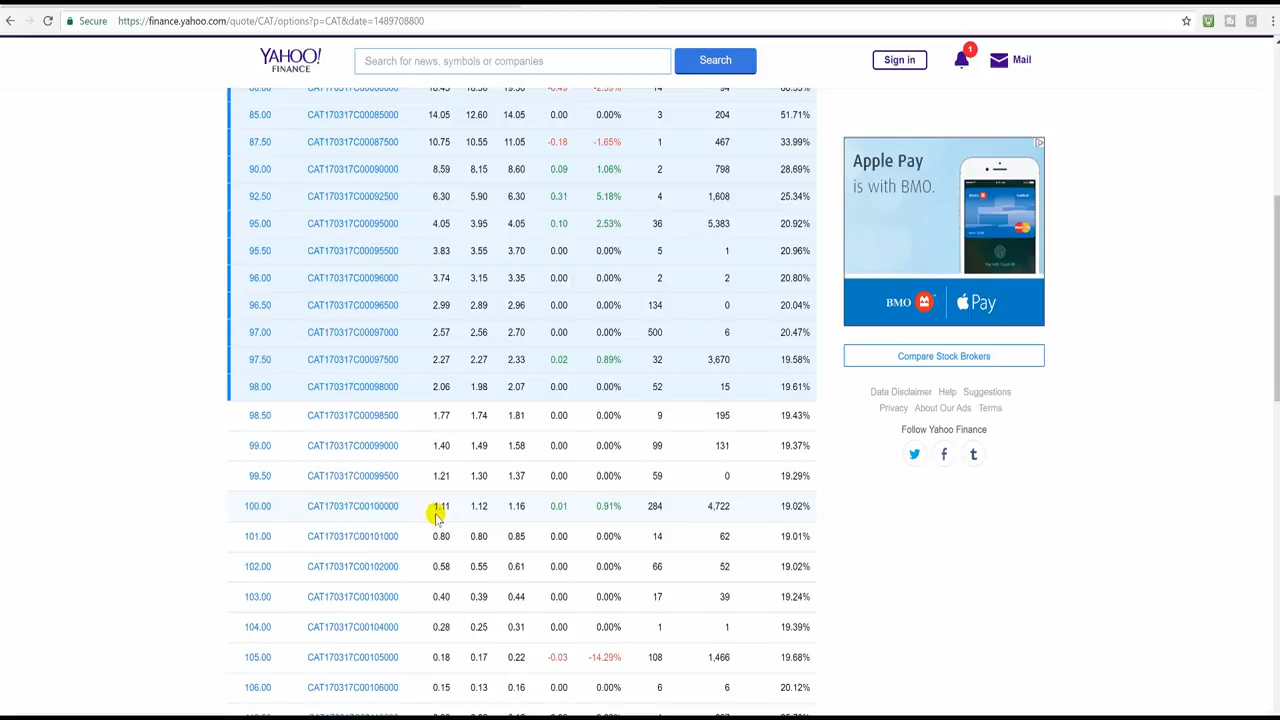 Secure https://finance.yahoo.com/quote/CAT/options?p=CAT&date=1489708800
YAHOO!
FINANCE
Search for news, symbols or companies
Search
Sign in
1
Mail
85.00 CAT170317C00085000 14.05 12.60 14.05 0.00 0.00% 3 204 51.71%
87.50 CAT170317C00087500 10.75 10.55 11.05 -0.18 -1.65% 1 467 33.99%
90.00 CAT170317C00090000 8.59 8.15 8.60 0.09 1.06% 2 798 28.69%
92.50 CAT170317C00092500 6.30 5.90 6.30 0.31 5.18% 4 1,608 25.34%
95.00 CAT170317C00095000 4.05 3.95 4.05 0.10 2.53% 36 5,383 20.92%
95.50 CAT170317C00095500 3.83 3.55 3.70 0.00 0.00% 5 1 20.96%
96.00 CAT170317C00096000 3.74 3.15 3.35 0.00 0.00% 2 2 20.80%
96.50 CAT170317C00096500 2.99 2.89 2.96 0.00 0.00% 134 0 20.04%
97.00 CAT170317C00097000 2.57 2.56 2.70 0.00 0.00% 500 6 20.47%
97.50 CAT170317C00097500 2.27 2.27 2.33 0.02 0.89% 32 3,670 19.58%
98.00 CAT170317C00098000 2.06 1.98 2.07 0.00 0.00% 52 15 19.61%
98.50 CAT170317C00098500 1.77 1.74 1.81 0.00 0.00% 9 195 19.43%
99.00 CAT170317C00099000 1.40 1.49 1.58 0.00 0.00% 99 131 19.37%
99.50 CAT170317C00099500 1.21 1.30 1.37 0.00 0.00% 59 0 19.29%
100.00 CAT170317C00100000 1.11 1.12 1.16 0.01 0.91% 284 4,722 19.02%
101.00 CAT170317C00101000 0.80 0.80 0.85 0.00 0.00% 14 62 19.01%
102.00 CAT170317C00102000 0.58 0.55 0.61 0.00 0.00% 66 52 19.02%
103.00 CAT170317C00103000 0.40 0.39 0.44 0.00 0.00% 17 39 19.24%
104.00 CAT170317C00104000 0.28 0.25 0.31 0.00 0.00% 1 1 19.39%
105.00 CAT170317C00105000 0.18 0.17 0.22 -0.03 -14.29% 108 1,466 19.68%
106.00 CAT170317C00106000 0.15 0.13 0.16 0.00 0.00% 6 6 20.12%
Apple Pay
is with BMO.
BMO Pay
Compare Stock Brokers
Data Disclaimer Help Suggestions
Privacy About Our Ads Terms
Follow Yahoo Finance